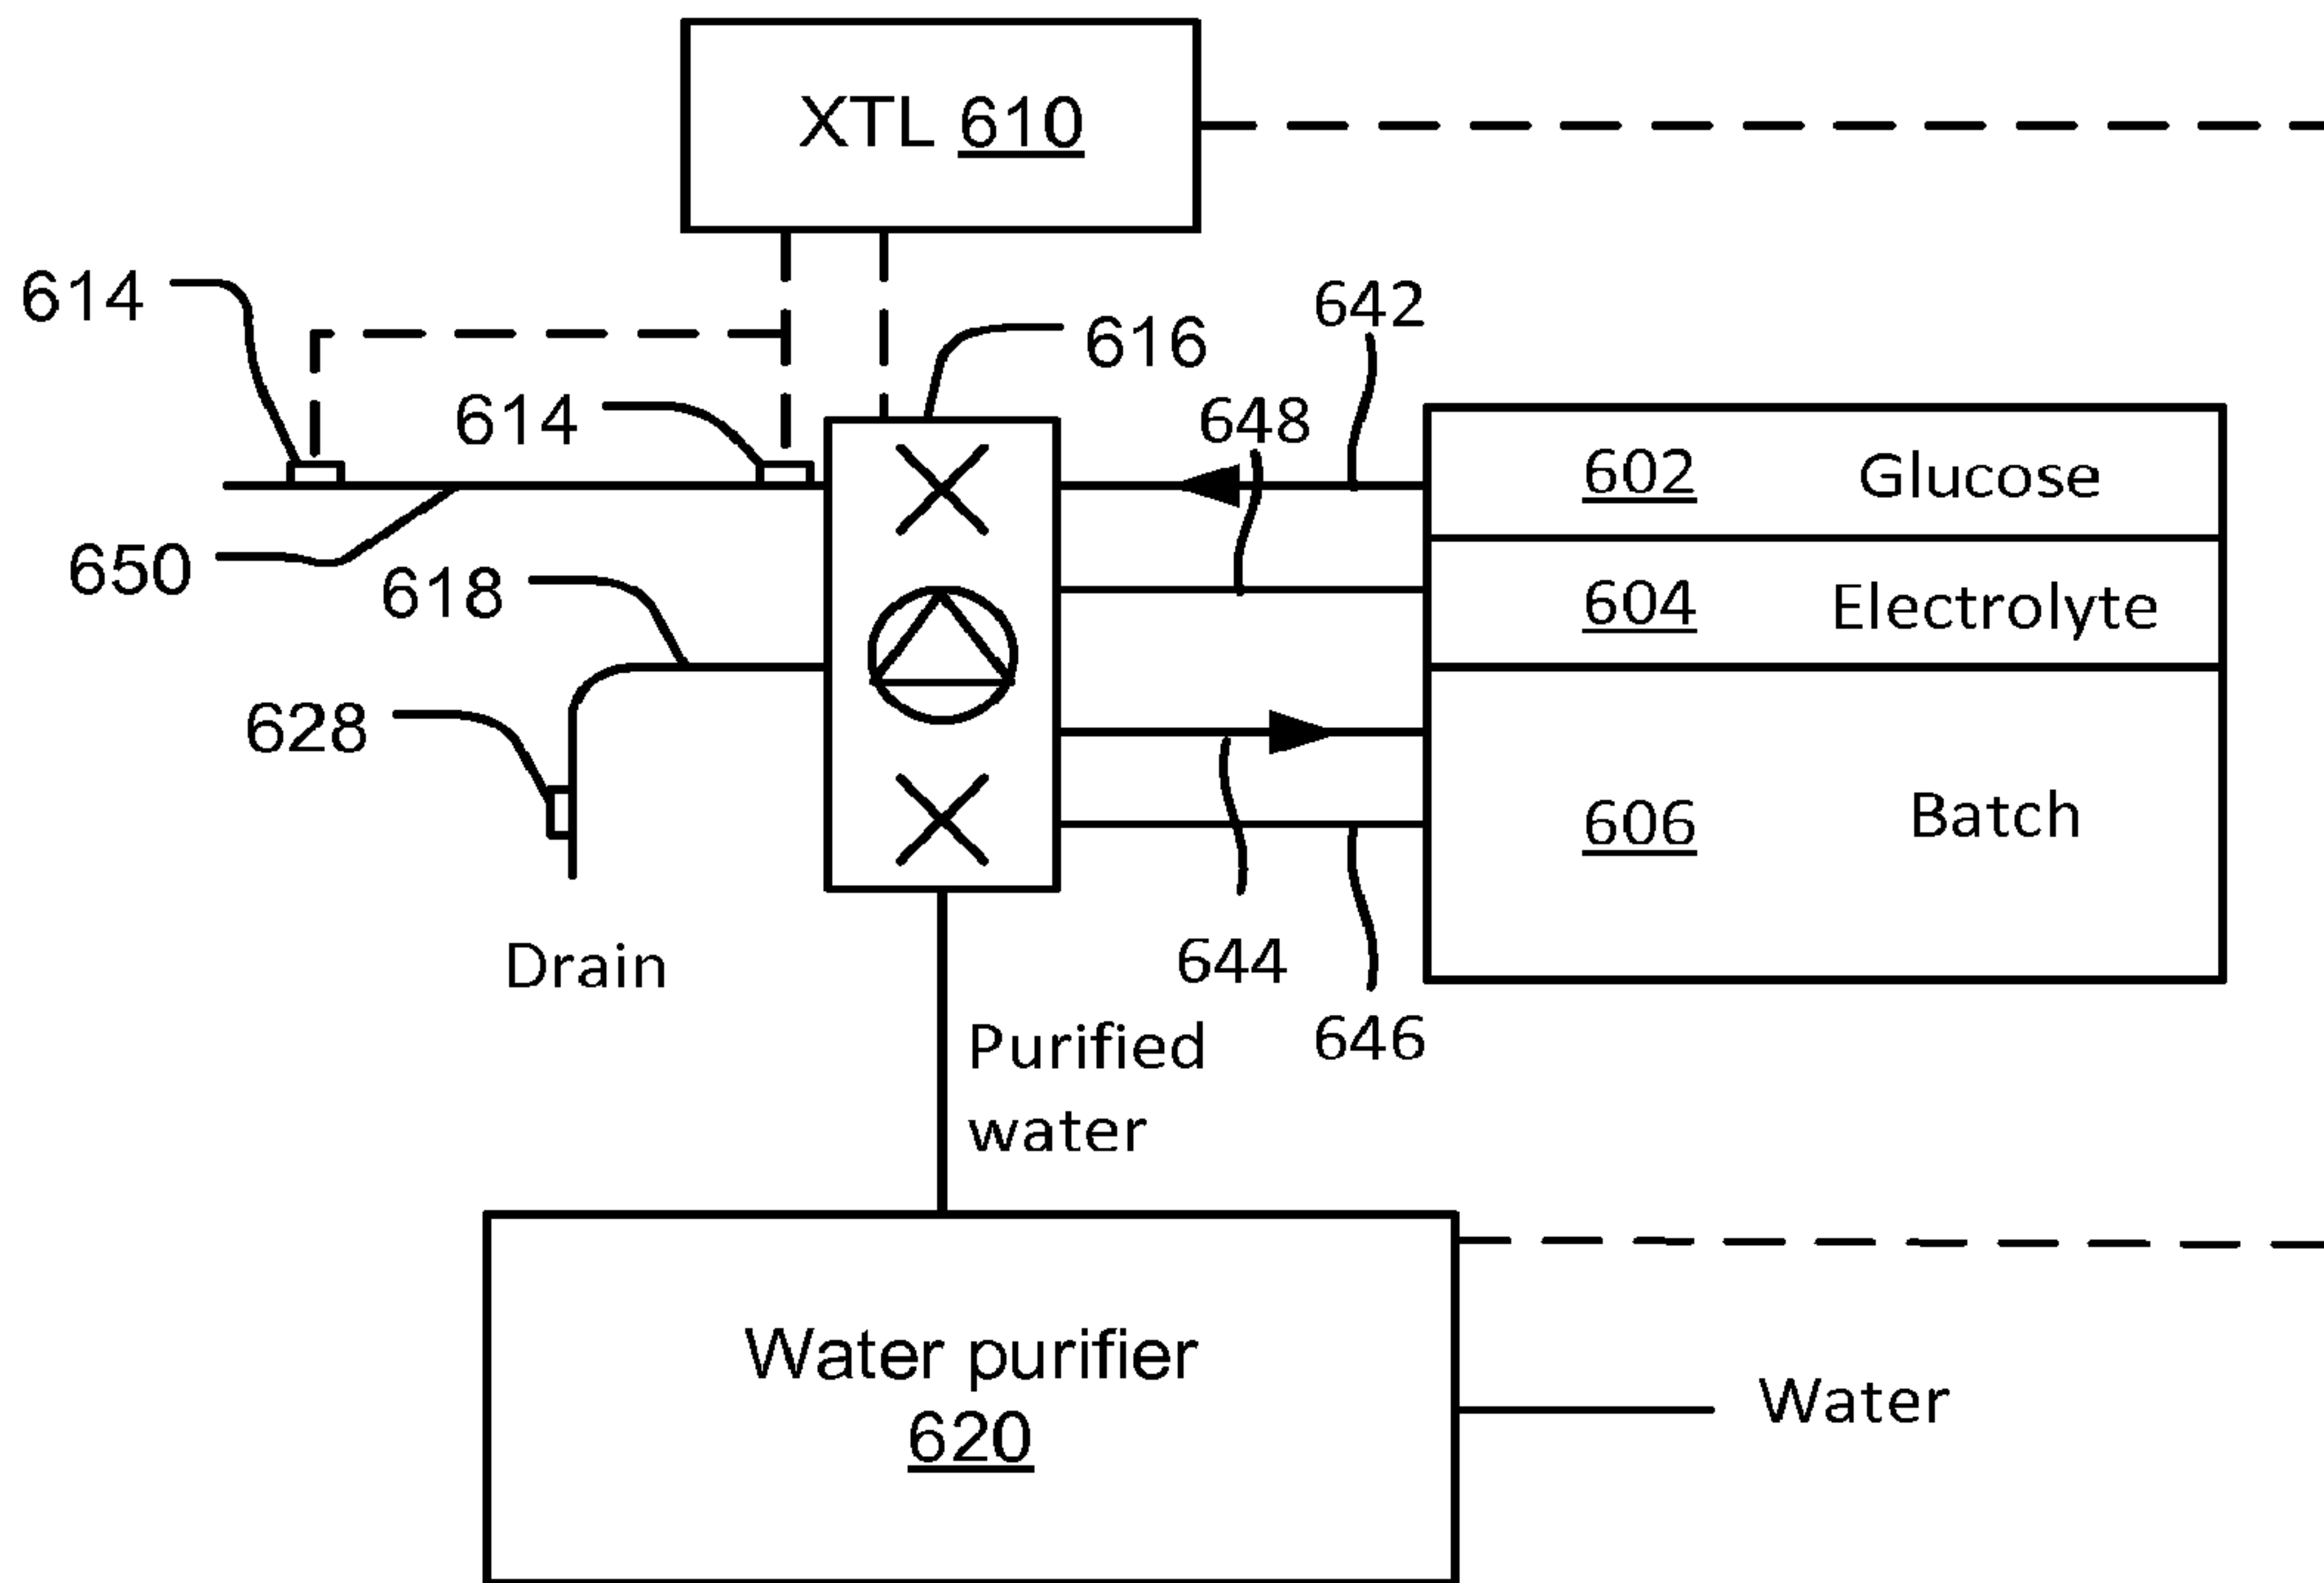 XTL 610
614
616
642
614
648
602 Glucose
650
618
604 Electrolyte
628
606 Batch
Drain
644
646
Purified
water
Water purifier
620
Water